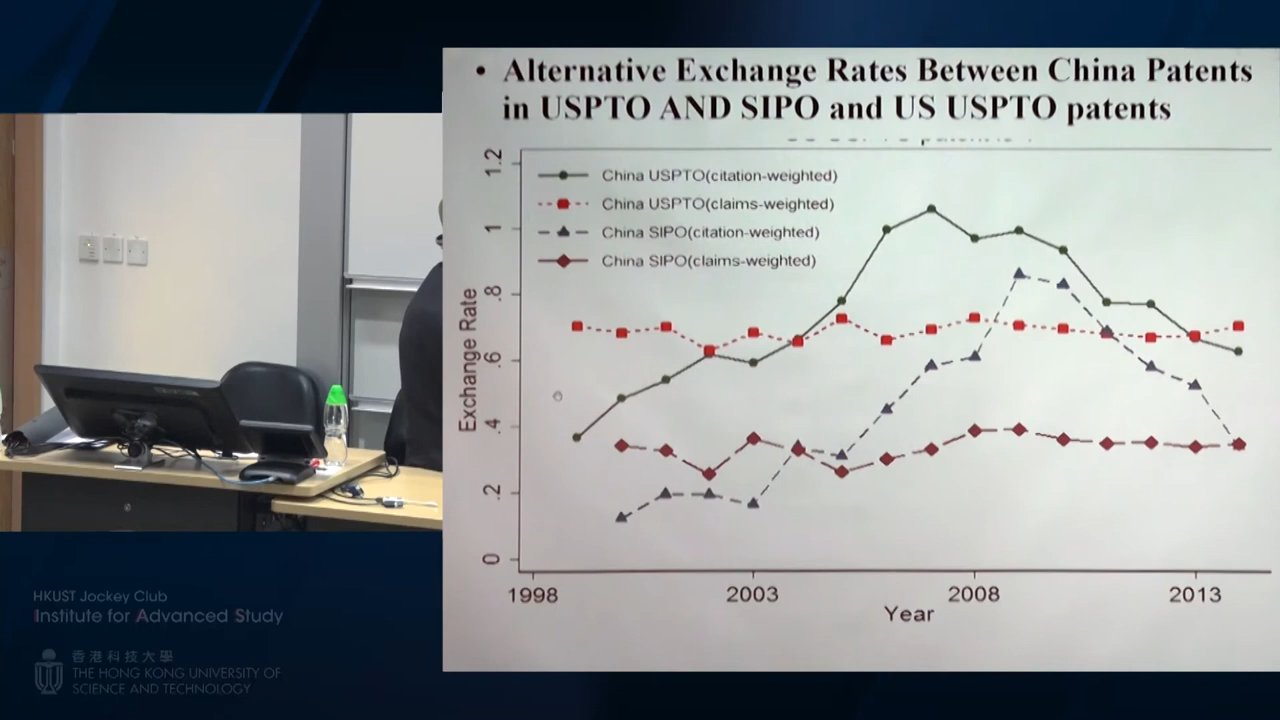 • Alternative Exchange Rates Between China Patents
in USPTO AND SIPO and US USPTO patents
China USPTO(citation-weighted)
China USPTO(claims-weighted)
China SIPO(citation-weighted)
China SIPO(claims-weighted)
Exchange Rate
1.2
1
.8
.6
.4
.2
0
1998
2003
2008
2013
Year
HKUST Jockey Club
Institute for Advanced Study
香港科技大學
THE HONG KONG UNIVERSITY OF
SCIENCE AND TECHNOLOGY